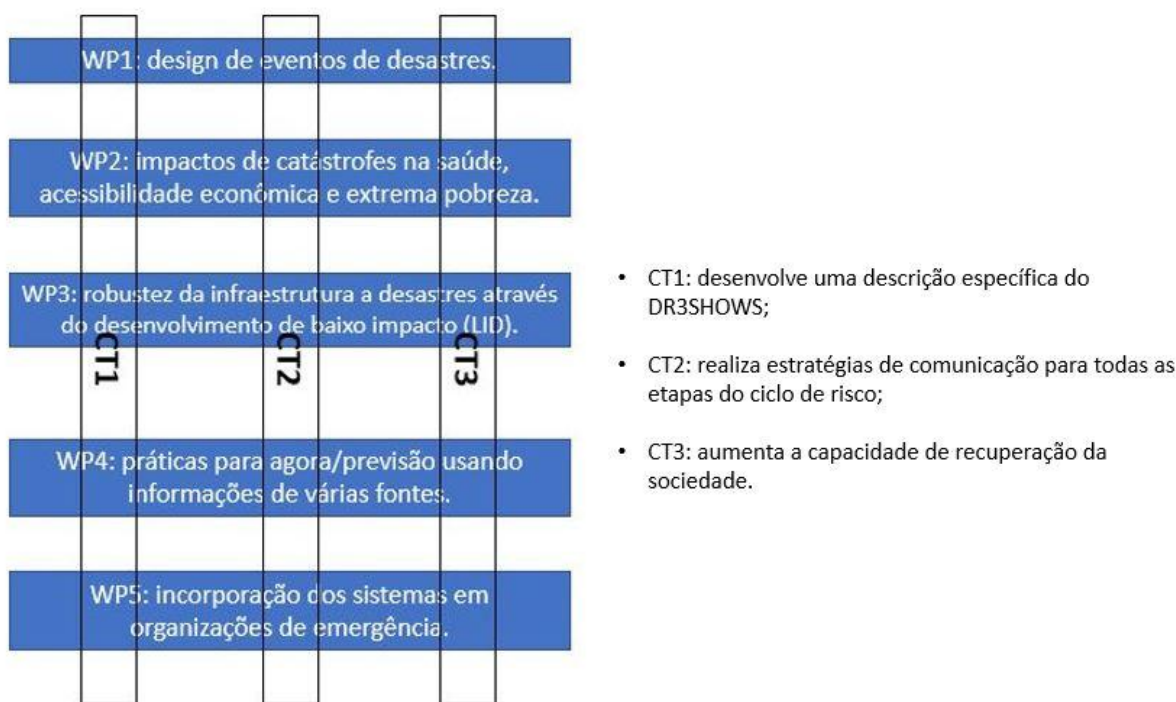 WP1: design de eventos de desastres.
WP2: impactos de catástrofes na saúde,
acessibilidade econômica e extrema pobreza.
WP3: robustez da infraestrutura a desastres através
do desenvolvimento de baixo impacto (LID).
CT1
CT2
CT3
WP4: práticas para agora/previsão usando
informações de várias fontes.
WP5: incorporação dos sistemas em
organizações de emergência.
• CT1: desenvolve uma descrição específica do
DR3SHOWS;
• CT2: realiza estratégias de comunicação para todas as
etapas do ciclo de risco;
• CT3: aumenta a capacidade de recuperação da
sociedade.